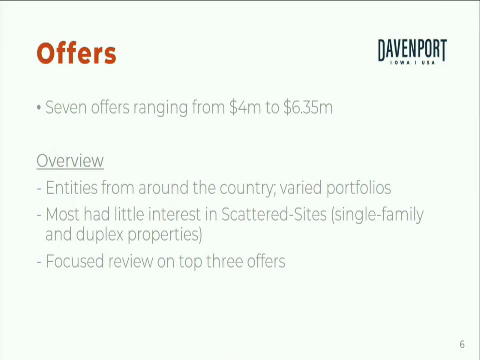 Offers
DAVENPORT
IOWA | USA
• Seven offers ranging from $4m to $6.35m
Overview
- Entities from around the country; varied portfolios
- Most had little interest in Scattered-Sites (single-family
and duplex properties)
- Focused review on top three offers
6